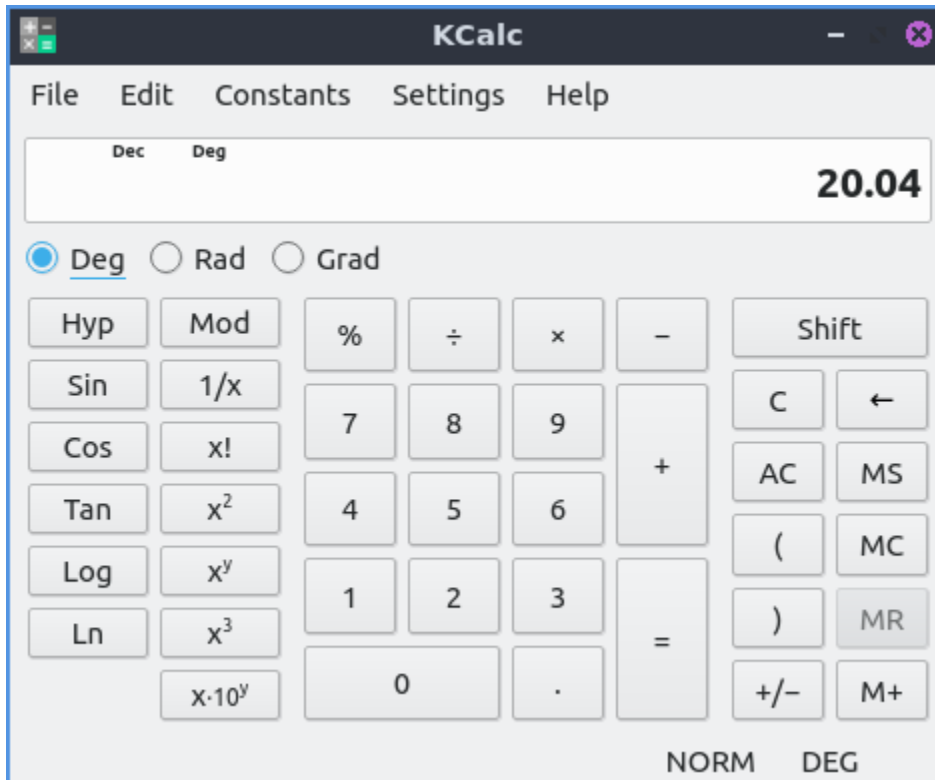 KCalc
File Edit Constants Settings Help
Dec Deg
20.04
Deg Rad Grad
Hyp Mod % ÷ × − Shift
Sin 1/x 7 8 9 + C ←
Cos x!
Tan x² 4 5 6 AC MS
Log xʸ ( MC
Ln x³ 1 2 3 = ) MR
x·10ʸ 0 . +/− M+
NORM DEG